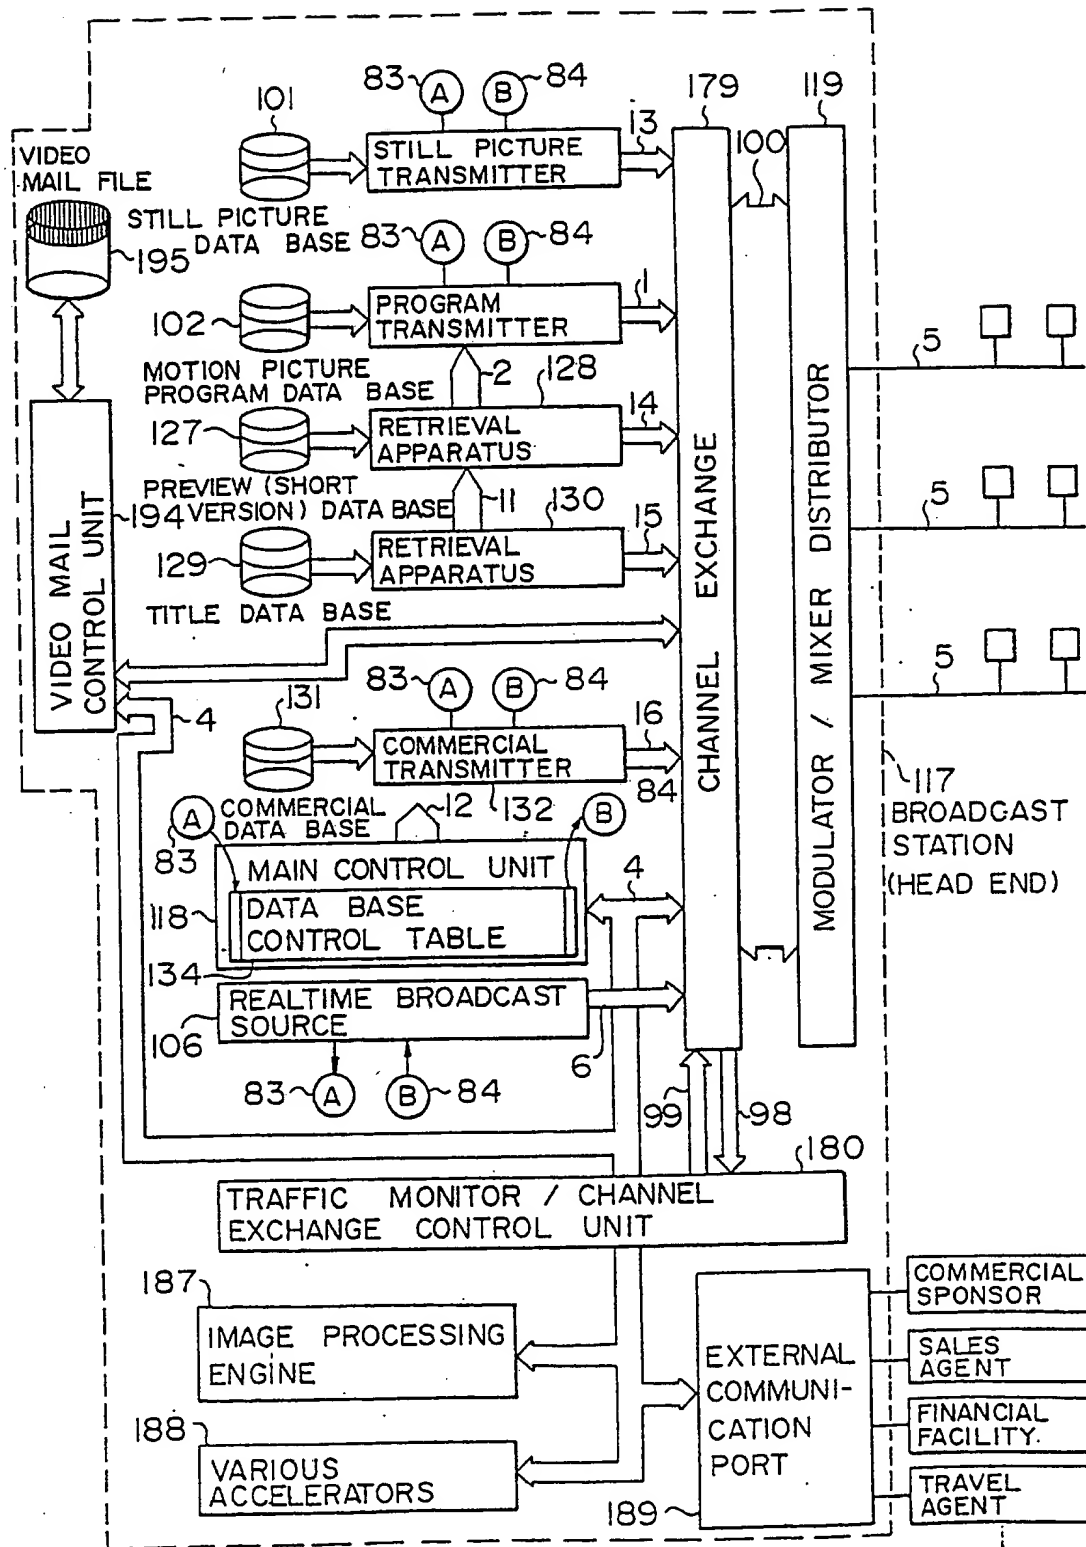 83 A B 84
101
STILL PICTURE
TRANSMITTER
13
179
119
100
VIDEO
MAIL FILE
195
STILL PICTURE
DATA BASE
83 A B 84
102
PROGRAM
TRANSMITTER
1
MOTION PICTURE
PROGRAM DATA BASE
2
128
127
RETRIEVAL
APPARATUS
14
PREVIEW (SHORT
VERSION) DATA BASE
11
130
129
RETRIEVAL
APPARATUS
15
TITLE DATA BASE
194
VIDEO MAIL
CONTROL UNIT
4
CHANNEL EXCHANGE
MODULATOR / MIXER DISTRIBUTOR
5
5
5
83 A B 84
131
COMMERCIAL
TRANSMITTER
16
132
84
B
COMMERCIAL
DATA BASE
12
A
83
MAIN CONTROL UNIT
118
DATA BASE
CONTROL TABLE
134
4
117
BROADCAST
STATION
(HEAD END)
REALTIME BROADCAST
SOURCE
106
6
83 A B 84
99
98
180
TRAFFIC MONITOR / CHANNEL
EXCHANGE CONTROL UNIT
187
IMAGE PROCESSING
ENGINE
188
VARIOUS
ACCELERATORS
EXTERNAL
COMMUNI-
CATION
PORT
189
COMMERCIAL
SPONSOR
SALES
AGENT
FINANCIAL
FACILITY.
TRAVEL
AGENT